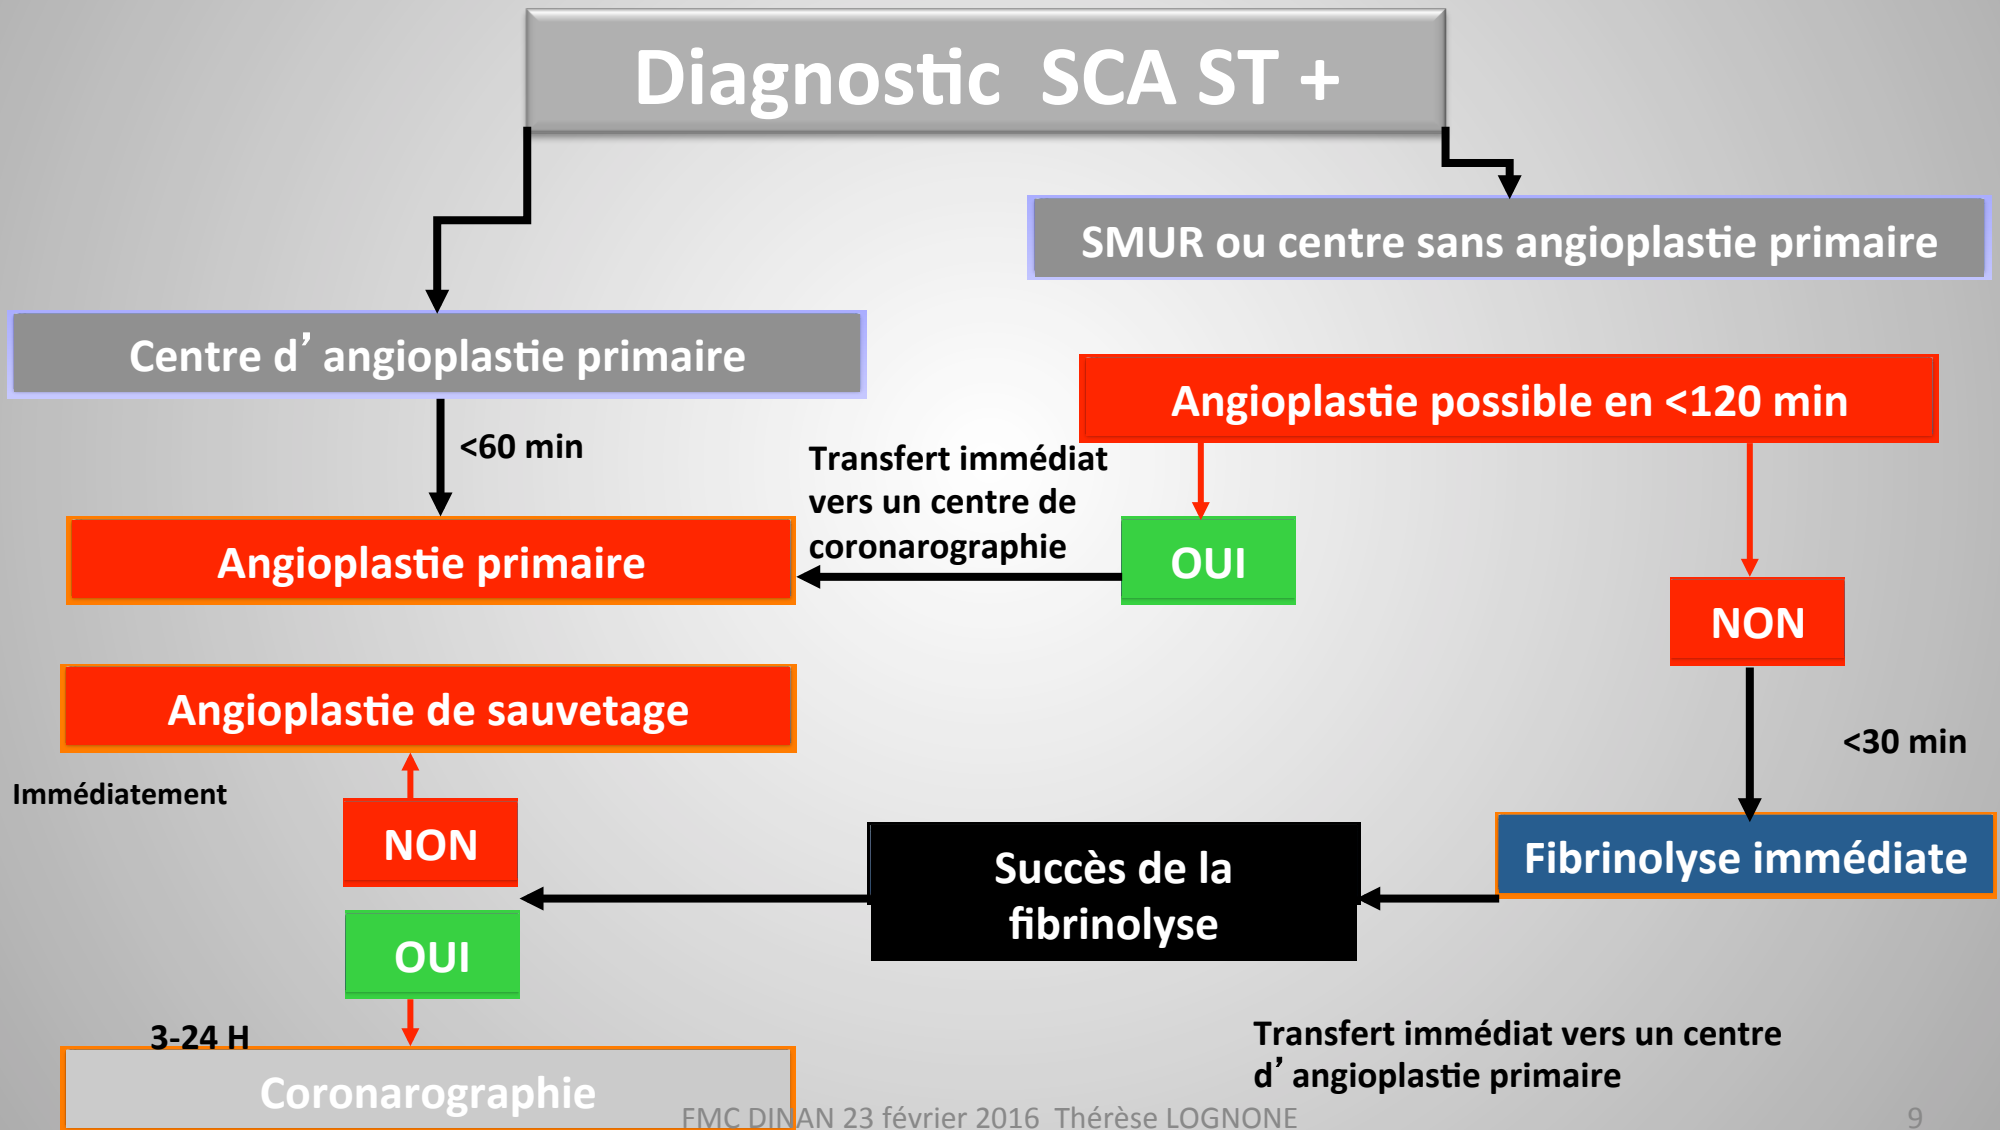 Diagnostic SCA ST +
SMUR ou centre sans angioplastie primaire
Centre d’ angioplastie primaire
Angioplastie possible en <120 min
<60 min
Transfert immédiat
vers un centre de
coronarographie
Angioplastie primaire
OUI
NON
Angioplastie de sauvetage
<30 min
Immédiatement
NON
Succès de la
fibrinolyse
Fibrinolyse immédiate
OUI
3-24 H
Transfert immédiat vers un centre
d’ angioplastie primaire
Coronarographie
FMC DINAN 23 février 2016 Thérèse LOGNONE
9